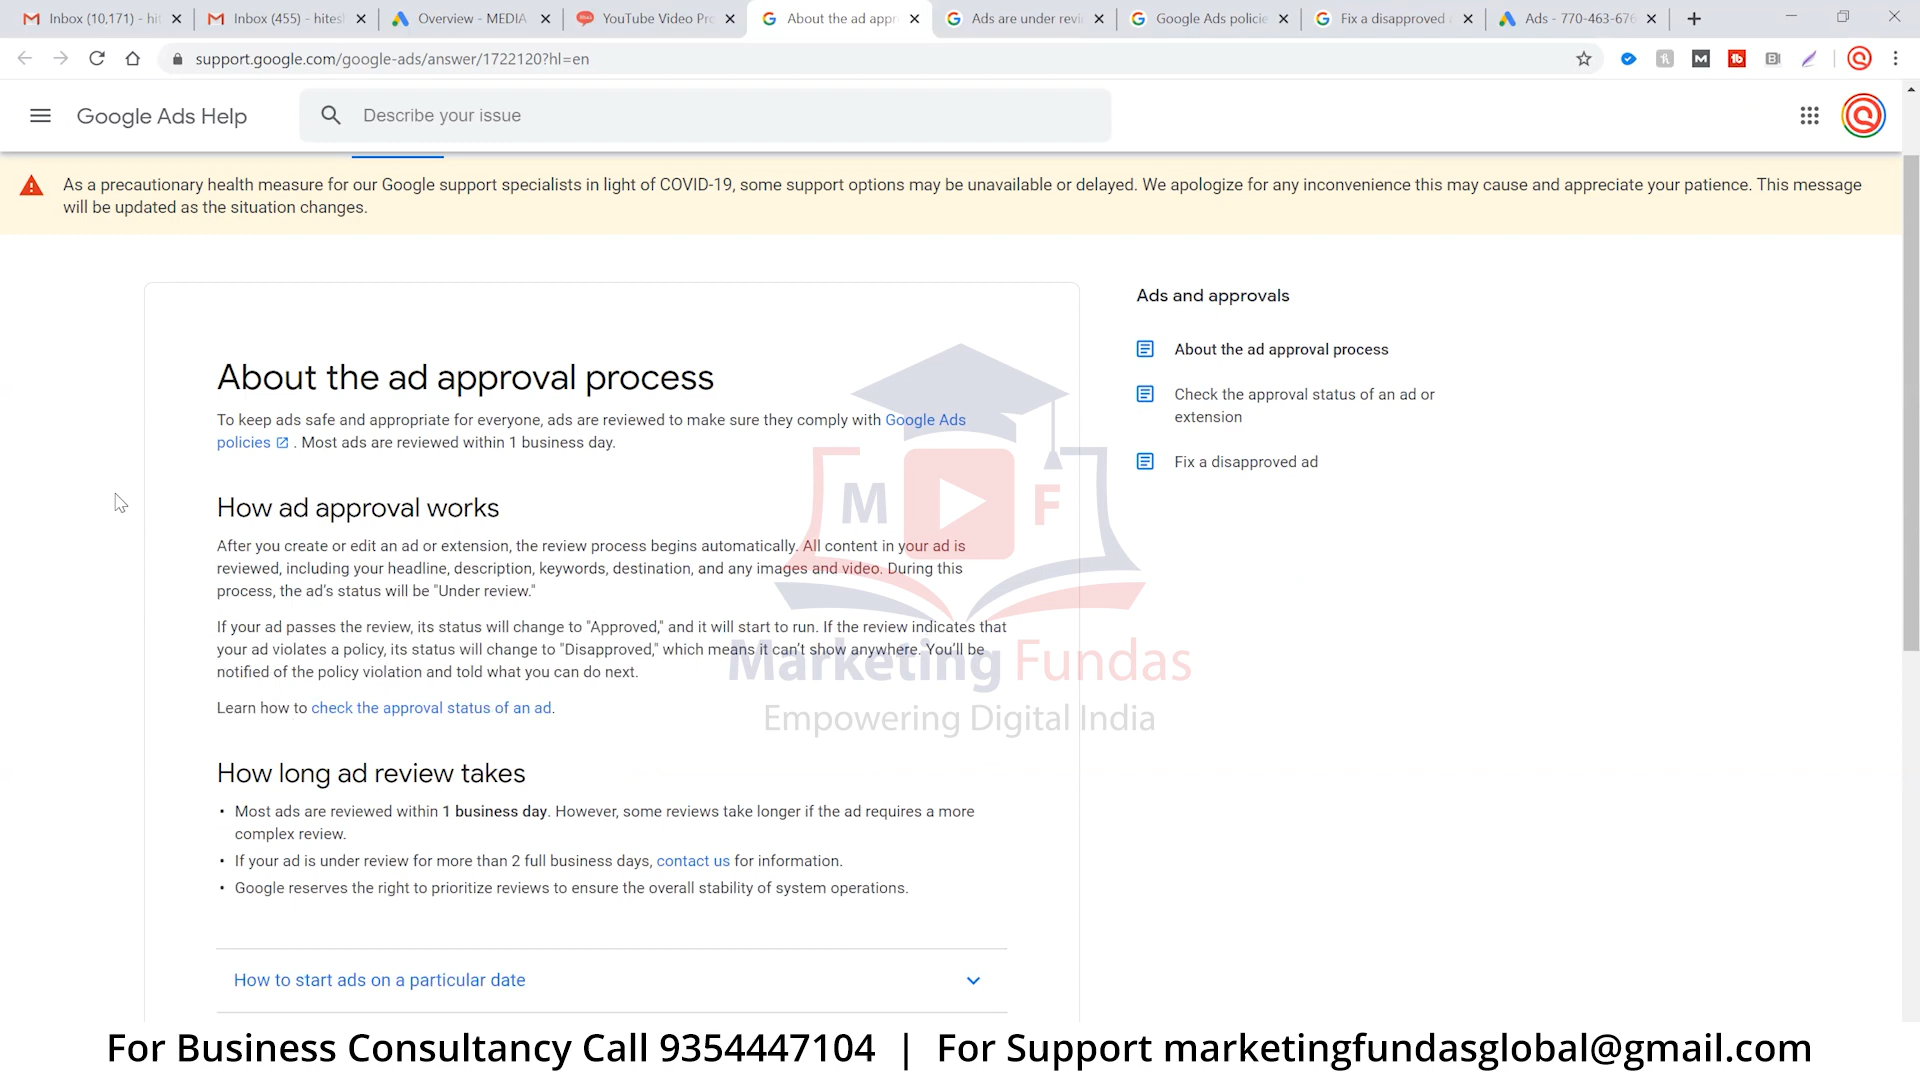 Inbox (10,171) - hit
Inbox (455) - hitesh
Overview - MEDIA
YouTube Video Pro
About the ad appr
Ads are under revi
Google Ads policie
Fix a disapproved
Ads - 770-463-676
support.google.com/google-ads/answer/1722120?hl=en
Google Ads Help
Describe your issue
As a precautionary health measure for our Google support specialists in light of COVID-19, some support options may be unavailable or delayed. We apologize for any inconvenience this may cause and appreciate your patience. This message
will be updated as the situation changes.
About the ad approval process
To keep ads safe and appropriate for everyone, ads are reviewed to make sure they comply with Google Ads
policies . Most ads are reviewed within 1 business day.
How ad approval works
After you create or edit an ad or extension, the review process begins automatically. All content in your ad is
reviewed, including your headline, description, keywords, destination, and any images and video. During this
process, the ad's status will be "Under review."
If your ad passes the review, its status will change to "Approved," and it will start to run. If the review indicates that
your ad violates a policy, its status will change to "Disapproved," which means it can't show anywhere. You'll be
notified of the policy violation and told what you can do next.
Learn how to check the approval status of an ad.
How long ad review takes
• Most ads are reviewed within 1 business day. However, some reviews take longer if the ad requires a more
complex review.
• If your ad is under review for more than 2 full business days, contact us for information.
• Google reserves the right to prioritize reviews to ensure the overall stability of system operations.
How to start ads on a particular date
Ads and approvals
About the ad approval process
Check the approval status of an ad or
extension
Fix a disapproved ad
M F
Marketing Fundas
Empowering Digital India
For Business Consultancy Call 9354447104 | For Support marketingfundasglobal@gmail.com